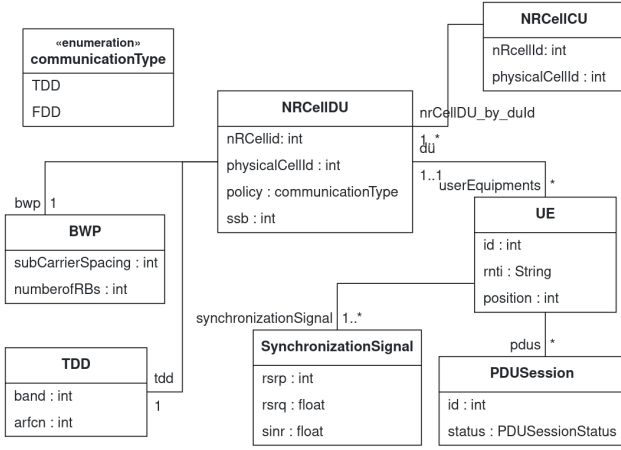 NRCellCU
nRcellId: int
physicalCellId : int
«enumeration»
communicationType
TDD
FDD
NRCellDU
nRCellid: int
physicalCellId : int
policy : communicationType
ssb : int
nrCellDU_by_duId
1..*
du
1..1
userEquipments
*
bwp
1
BWP
subCarrierSpacing : int
numberofRBs : int
UE
id : int
rnti : String
position : int
synchronizationSignal
1..*
SynchronizationSignal
rsrp : int
rsrq : float
sinr : float
pdus
*
PDUSession
id : int
status : PDUSessionStatus
TDD
band : int
arfcn : int
tdd
1